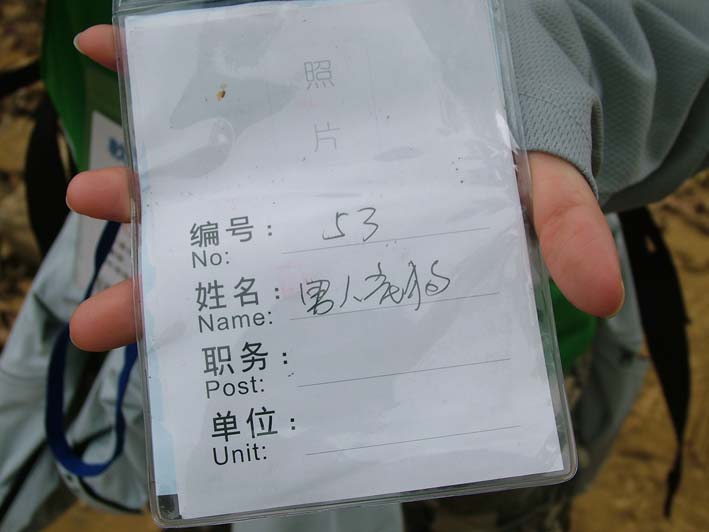 照片
编号： 53
No:
姓名： 男人
Name:
职务：
Post:
单位：
Unit: